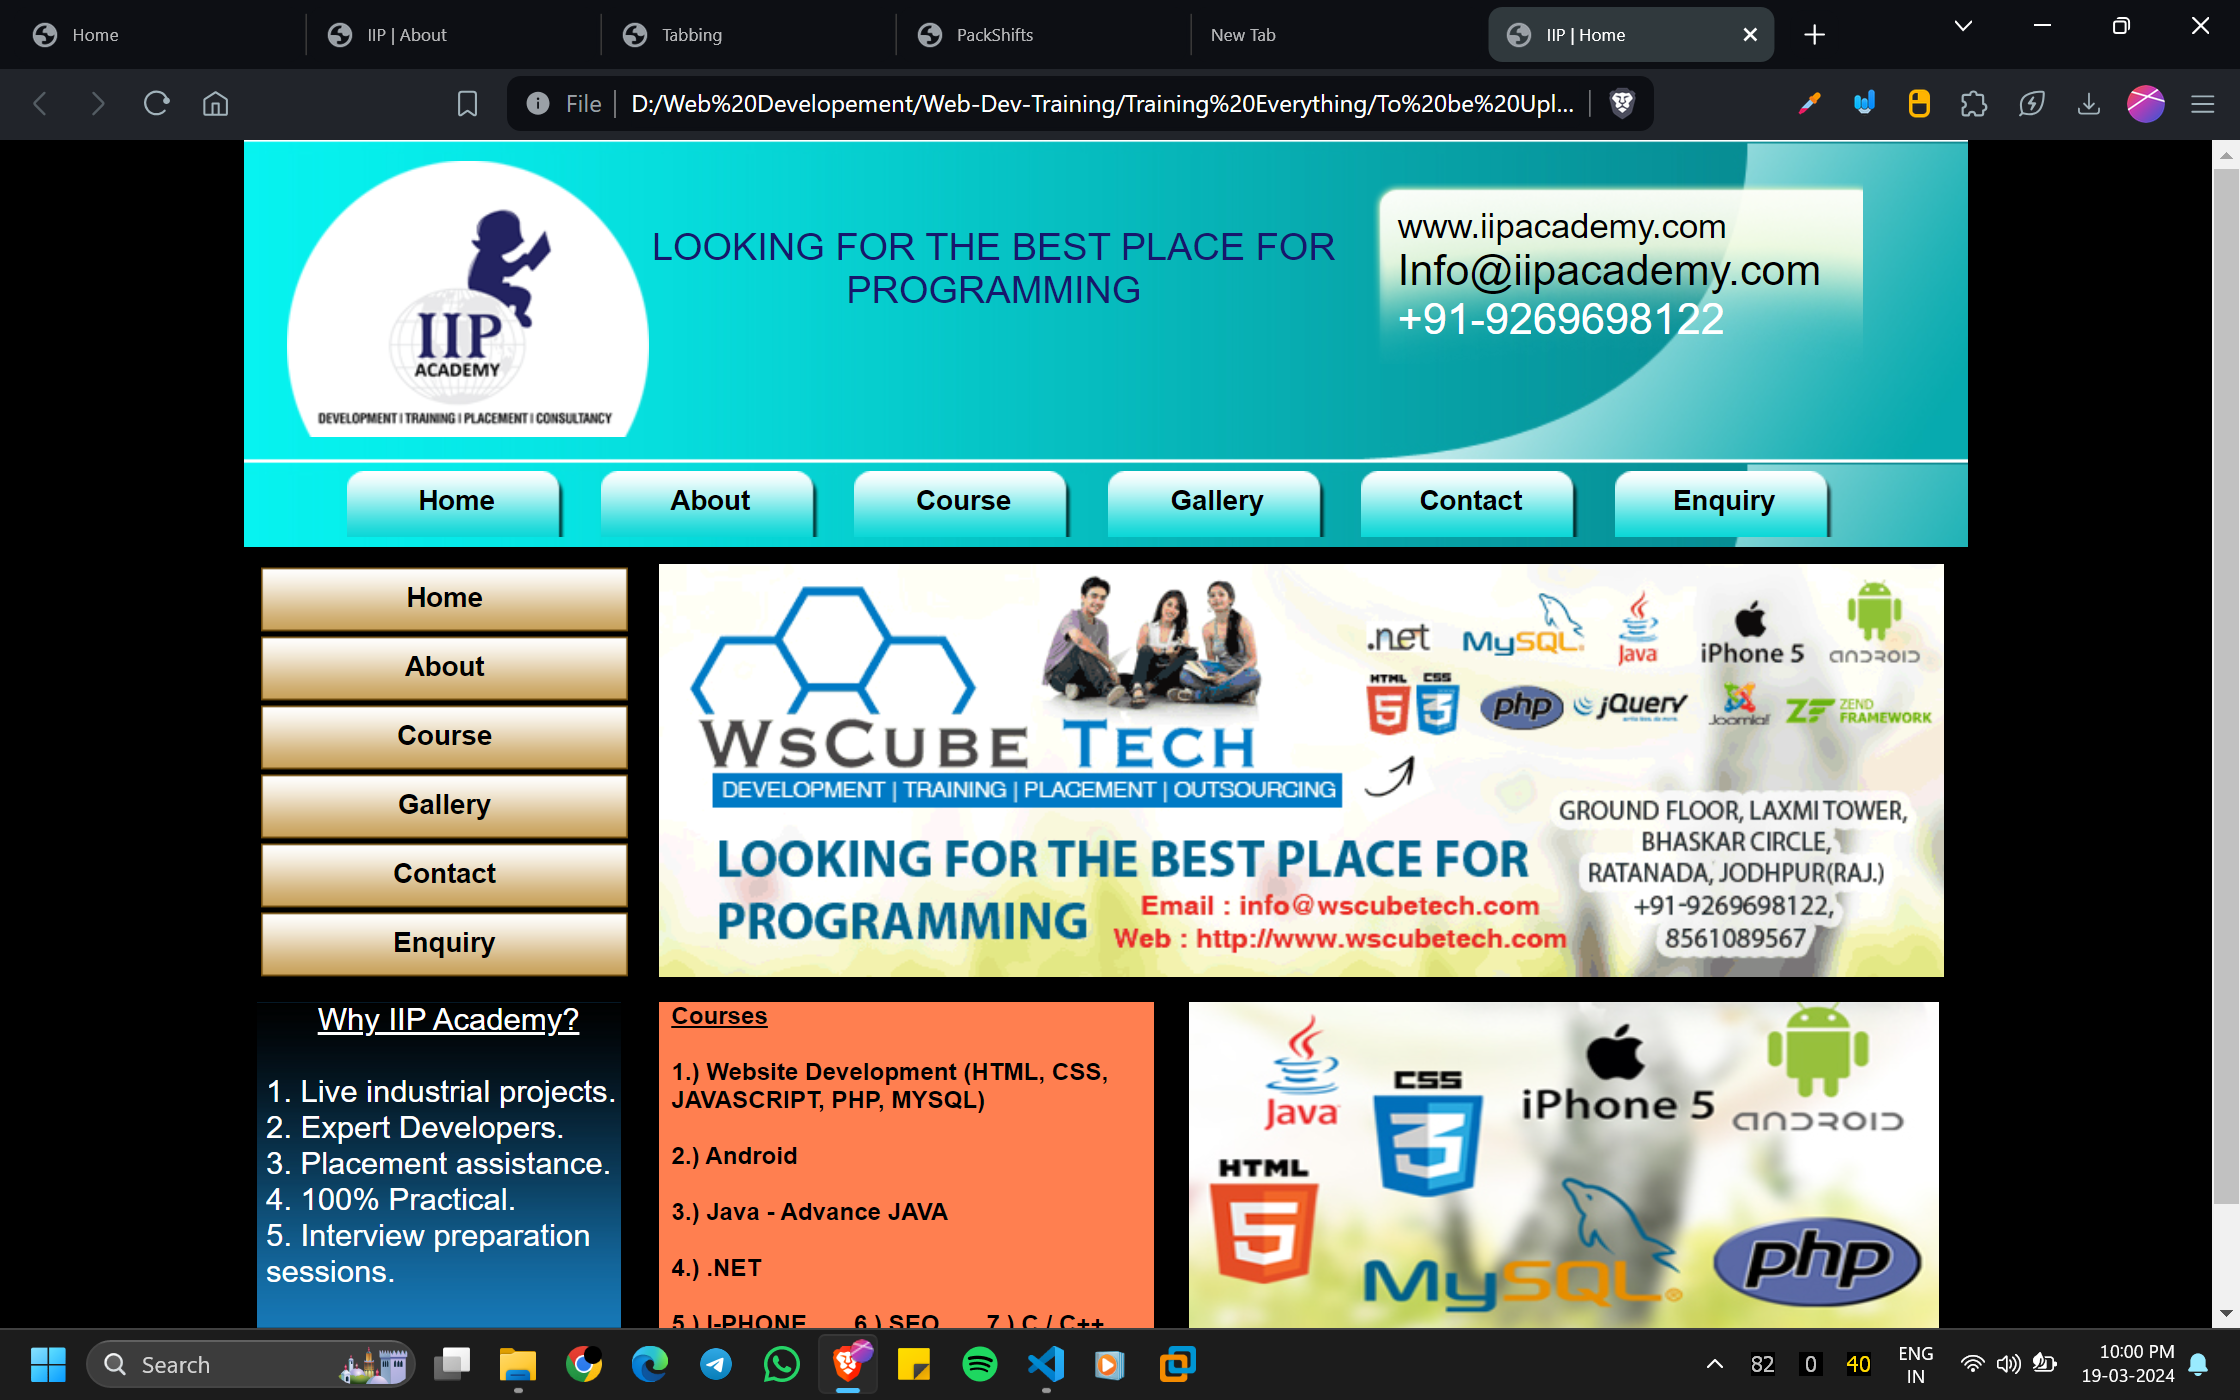 Home
IIP | About
Tabbing
PackShifts
New Tab
IIP | Home
File
D:/Web%20Developement/Web-Dev-Training/Training%20Everything/To%20be%20Upl...
IIP
ACADEMY
DEVELOPMENT | TRAINING | PLACEMENT | CONSULTANCY
LOOKING FOR THE BEST PLACE FOR
PROGRAMMING
www.iipacademy.com
Info@iipacademy.com
+91-9269698122
Home
About
Course
Gallery
Contact
Enquiry
Home
About
Course
Gallery
Contact
Enquiry
WsCube Tech
DEVELOPMENT | TRAINING | PLACEMENT | OUTSOURCING
LOOKING FOR THE BEST PLACE FOR
PROGRAMMING
Email : info@wscubetech.com
Web : http://www.wscubetech.com
.net
MySQL
Java
iPhone 5
android
HTML
5
CSS
3
php
jQuery
Joomla!
ZF ZEND
FRAMEWORK
GROUND FLOOR, LAXMI TOWER,
BHASKAR CIRCLE,
RATANADA, JODHPUR(RAJ.)
+91-9269698122,
8561089567
Why IIP Academy?
1. Live industrial projects.
2. Expert Developers.
3. Placement assistance.
4. 100% Practical.
5. Interview preparation
sessions.
Courses
1.) Website Development (HTML, CSS,
JAVASCRIPT, PHP, MYSQL)
2.) Android
3.) Java - Advance JAVA
4.) .NET
5.) I-PHONE 6.) SEO 7.) C / C++
Java
CSS
3
iPhone 5
android
HTML
5
MySQL®
php
Search
82
0
40
ENG
IN
10:00 PM
19-03-2024